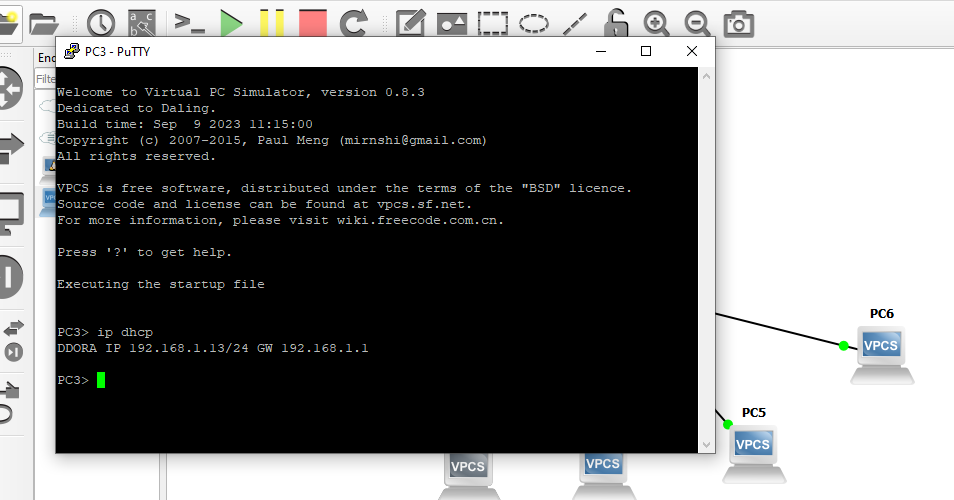 a c
b
PC3 - PuTTY
Enc
Filte
Welcome to Virtual PC Simulator, version 0.8.3
Dedicated to Daling.
Build time: Sep  9 2023 11:15:00
Copyright (c) 2007-2015, Paul Meng (mirnshi@gmail.com)
All rights reserved.
VPCS is free software, distributed under the terms of the "BSD" licence.
Source code and license can be found at vpcs.sf.net.
For more information, please visit wiki.freecode.com.cn.
Press '?' to get help.
Executing the startup file
PC3> ip dhcp
DDORA IP 192.168.1.13/24 GW 192.168.1.1
PC3>
PC6
VPCS
PC5
VPCS
VPCS
VPCS